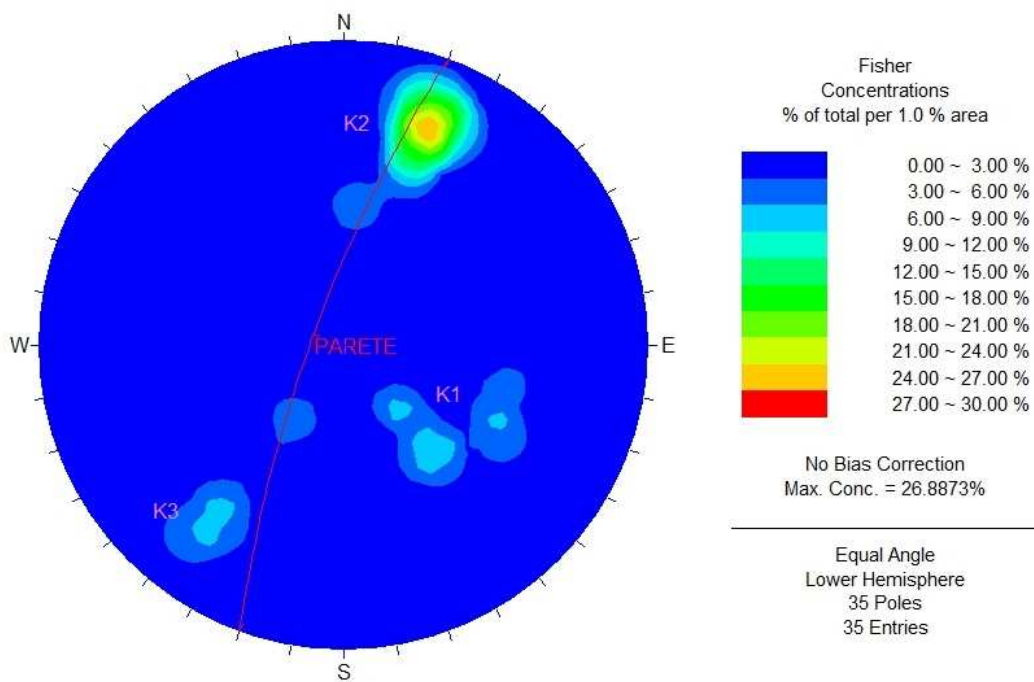 N
K2
W
PARETE
E
K1
K3
S
Fisher
Concentrations
% of total per 1.0 % area
0.00 ~ 3.00 %
3.00 ~ 6.00 %
6.00 ~ 9.00 %
9.00 ~ 12.00 %
12.00 ~ 15.00 %
15.00 ~ 18.00 %
18.00 ~ 21.00 %
21.00 ~ 24.00 %
24.00 ~ 27.00 %
27.00 ~ 30.00 %
No Bias Correction
Max. Conc. = 26.8873%
Equal Angle
Lower Hemisphere
35 Poles
35 Entries